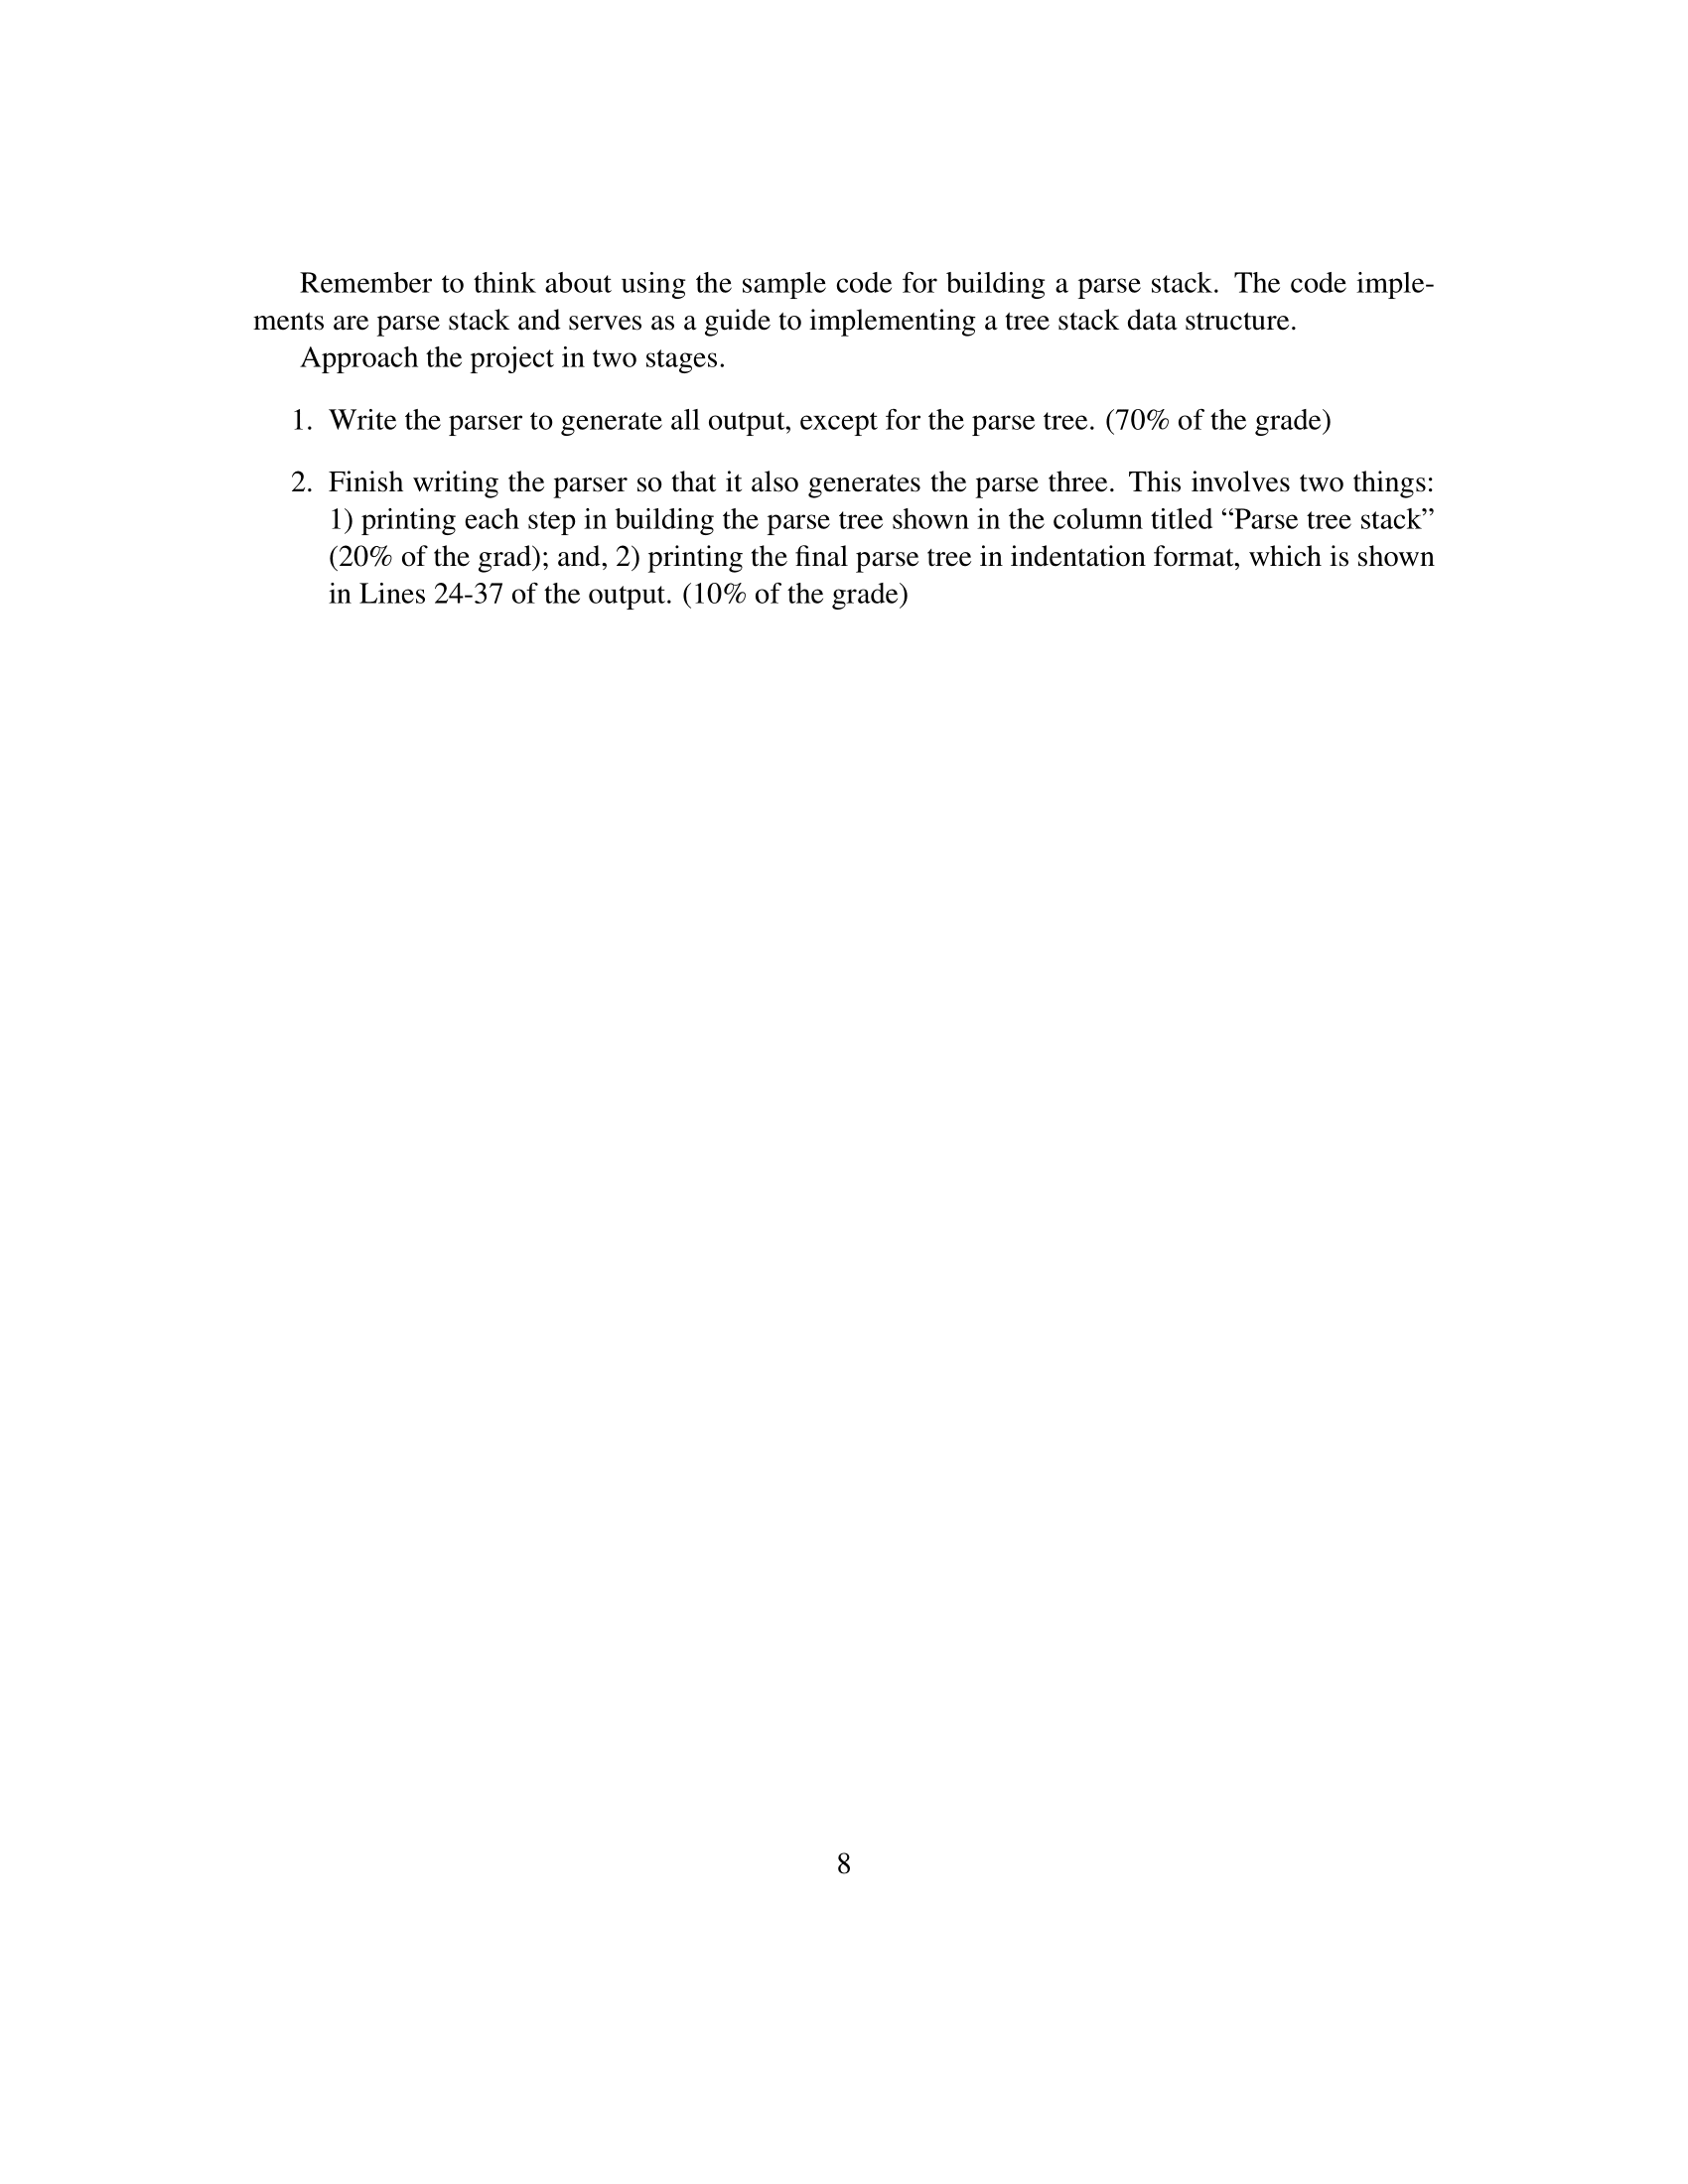 Remember to think about using the sample code for building a parse stack. The code imple-
ments are parse stack and serves as a guide to implementing a tree stack data structure.
Approach the project in two stages.
1. Write the parser to generate all output, except for the parse tree. (70% of the grade)
2. Finish writing the parser so that it also generates the parse three. This involves two things:
1) printing each step in building the parse tree shown in the column titled “Parse tree stack”
(20% of the grad); and, 2) printing the final parse tree in indentation format, which is shown
in Lines 24-37 of the output. (10% of the grade)
8